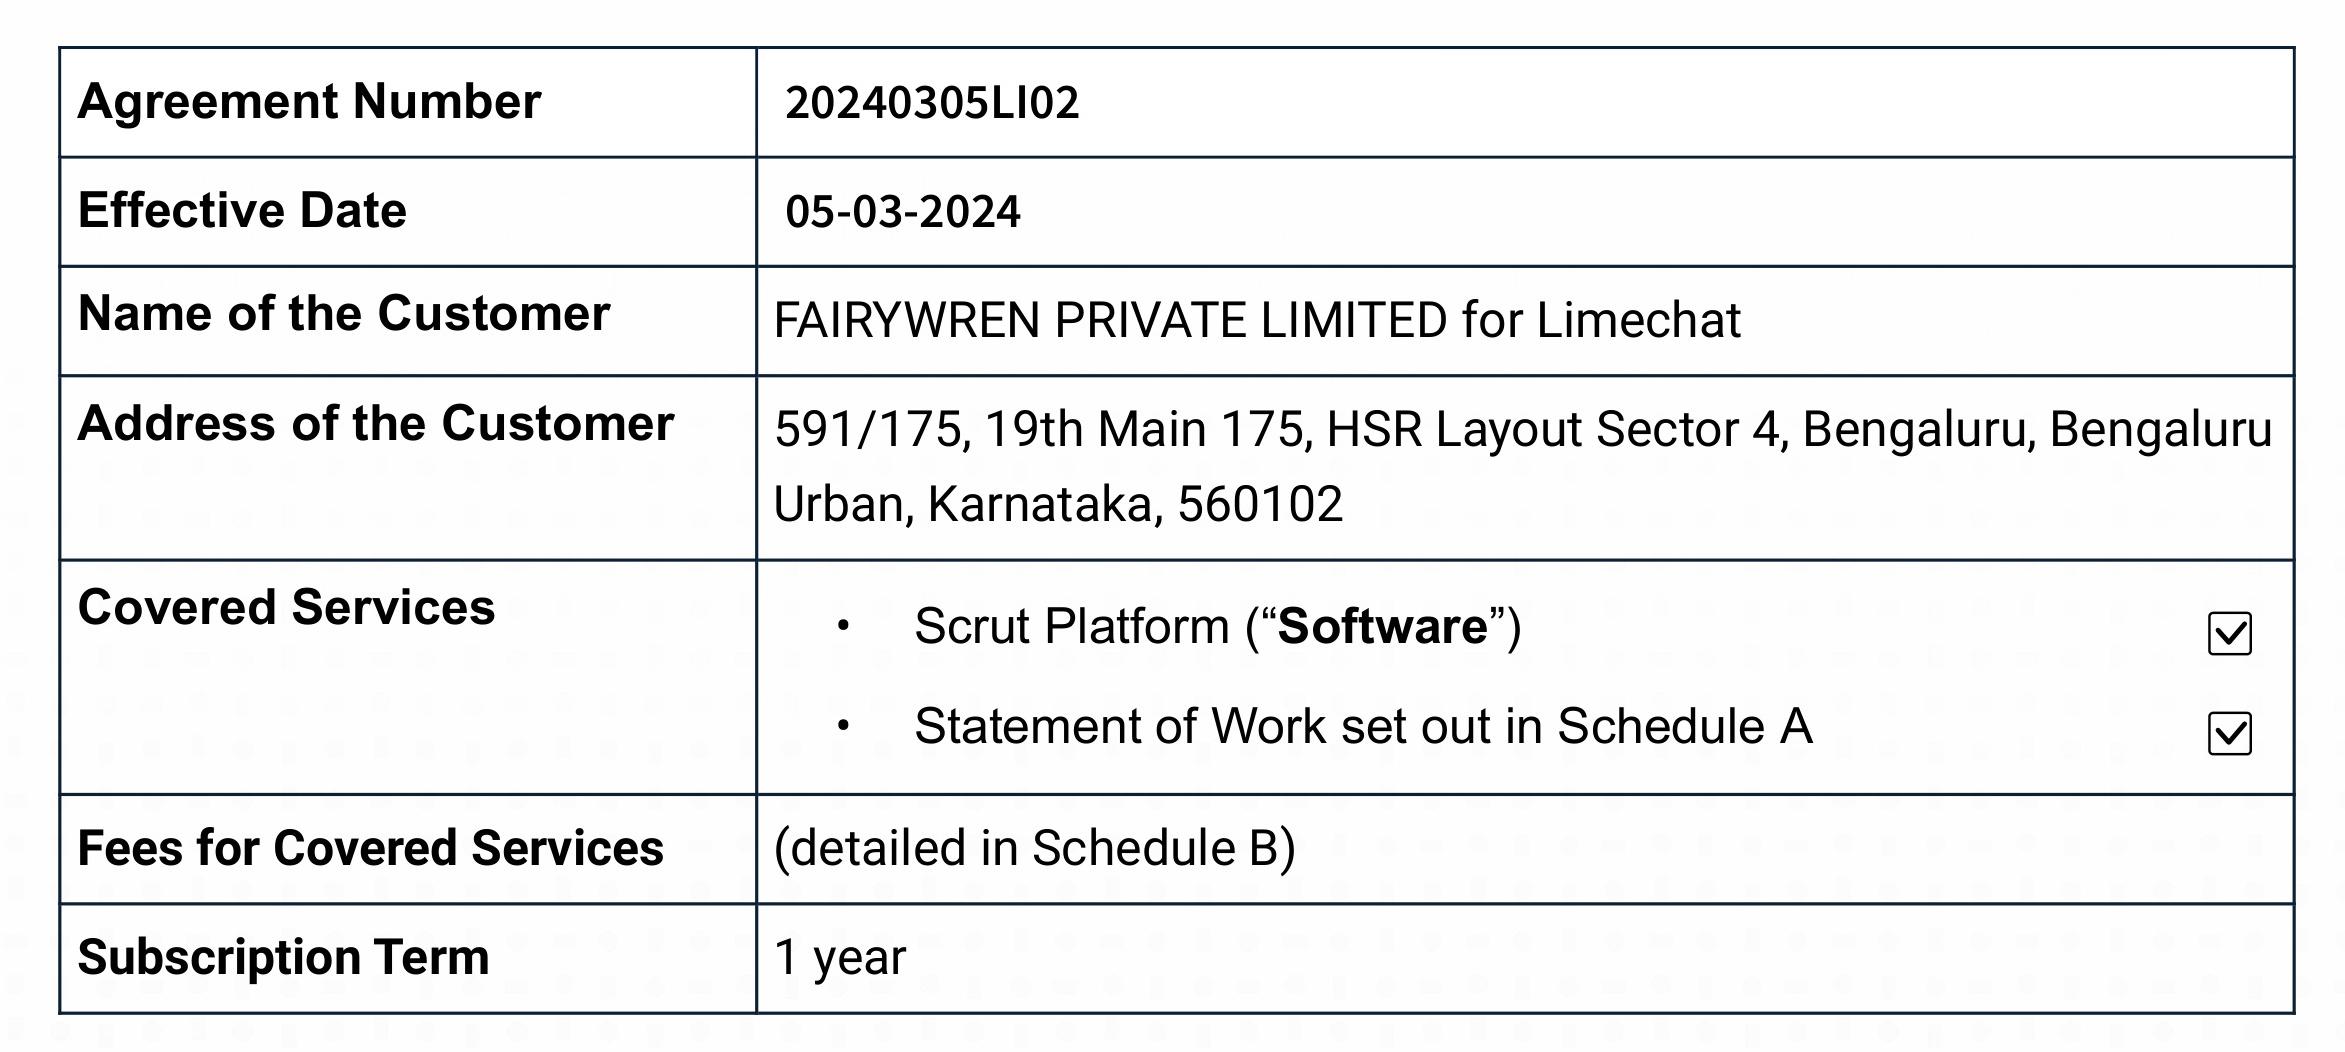 Agreement Number 20240305LI02
Effective Date 05-03-2024
Name of the Customer FAIRYWREN PRIVATE LIMITED for Limechat
Address of the Customer 591/175, 19th Main 175, HSR Layout Sector 4, Bengaluru, Bengaluru
Urban, Karnataka, 560102
Covered Services • Scrut Platform (“Software”) ☑
• Statement of Work set out in Schedule A ☑
Fees for Covered Services (detailed in Schedule B)
Subscription Term 1 year